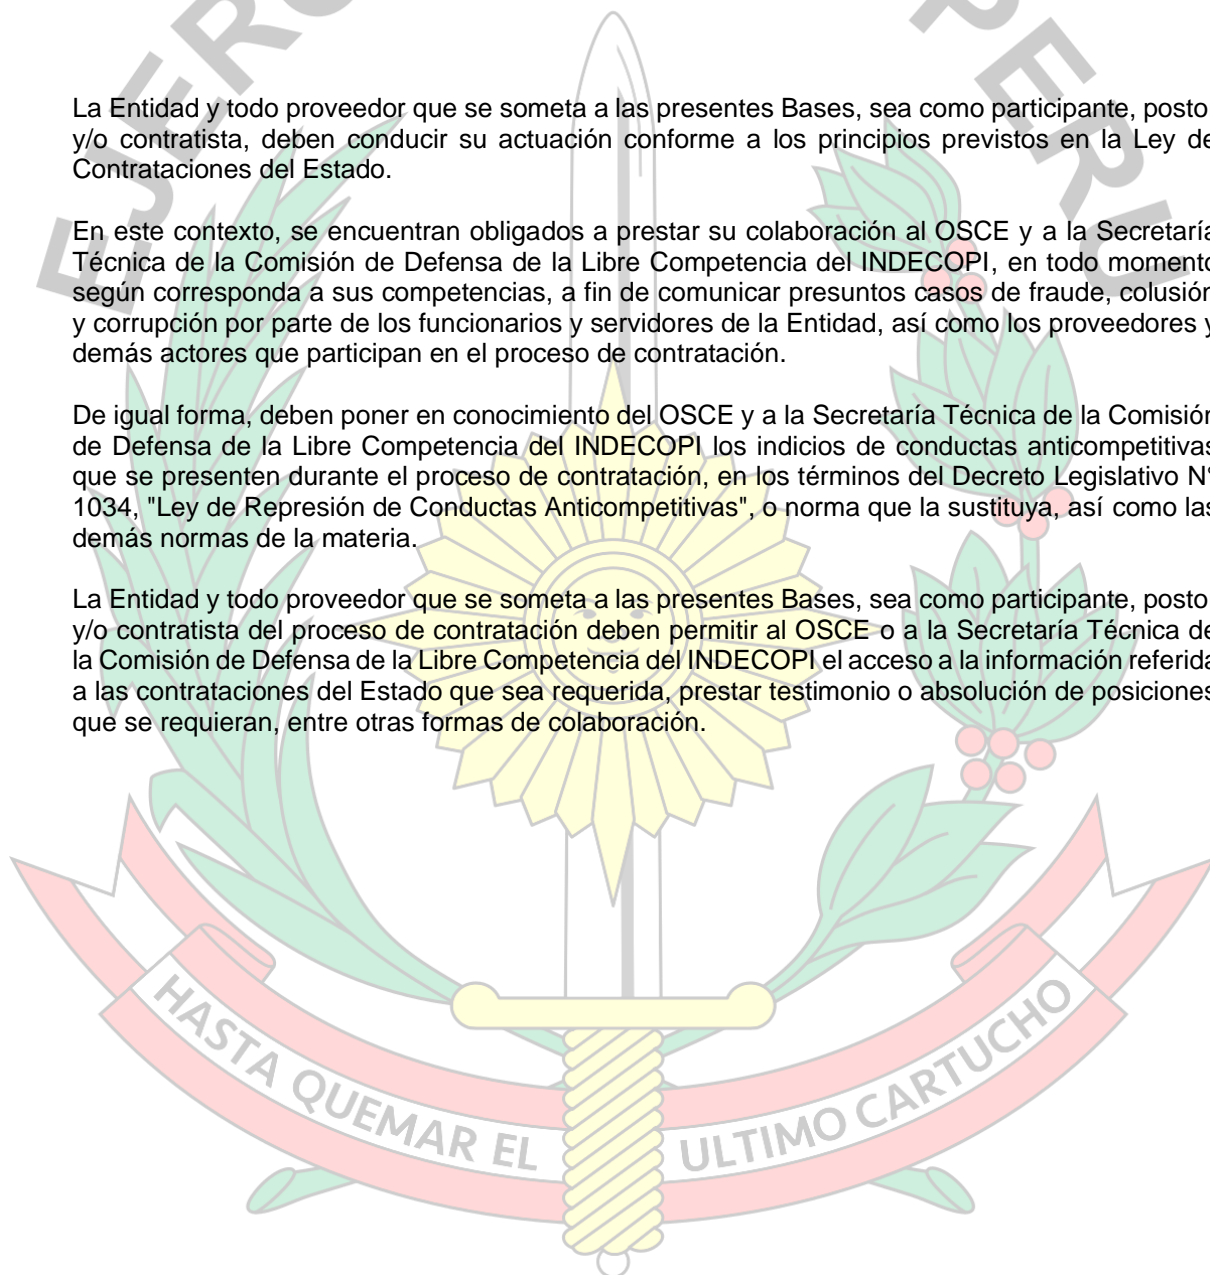 EJERC PERU
La Entidad y todo proveedor que se someta a las presentes Bases, sea como participante, posto
y/o contratista, deben conducir su actuación conforme a los principios previstos en la Ley de
Contrataciones del Estado.
En este contexto, se encuentran obligados a prestar su colaboración al OSCE y a la Secretaría
Técnica de la Comisión de Defensa de la Libre Competencia del INDECOPI, en todo momento
según corresponda a sus competencias, a fin de comunicar presuntos casos de fraude, colusión
y corrupción por parte de los funcionarios y servidores de la Entidad, así como los proveedores y
demás actores que participan en el proceso de contratación.
De igual forma, deben poner en conocimiento del OSCE y a la Secretaría Técnica de la Comisión
de Defensa de la Libre Competencia del INDECOPI los indicios de conductas anticompetitivas
que se presenten durante el proceso de contratación, en los términos del Decreto Legislativo N°
1034, "Ley de Represión de Conductas Anticompetitivas", o norma que la sustituya, así como las
demás normas de la materia.
La Entidad y todo proveedor que se someta a las presentes Bases, sea como participante, posto
y/o contratista del proceso de contratación deben permitir al OSCE o a la Secretaría Técnica de
la Comisión de Defensa de la Libre Competencia del INDECOPI el acceso a la información referida
a las contrataciones del Estado que sea requerida, prestar testimonio o absolución de posiciones
que se requieran, entre otras formas de colaboración.
HASTA QUEMAR EL ULTIMO CARTUCHO